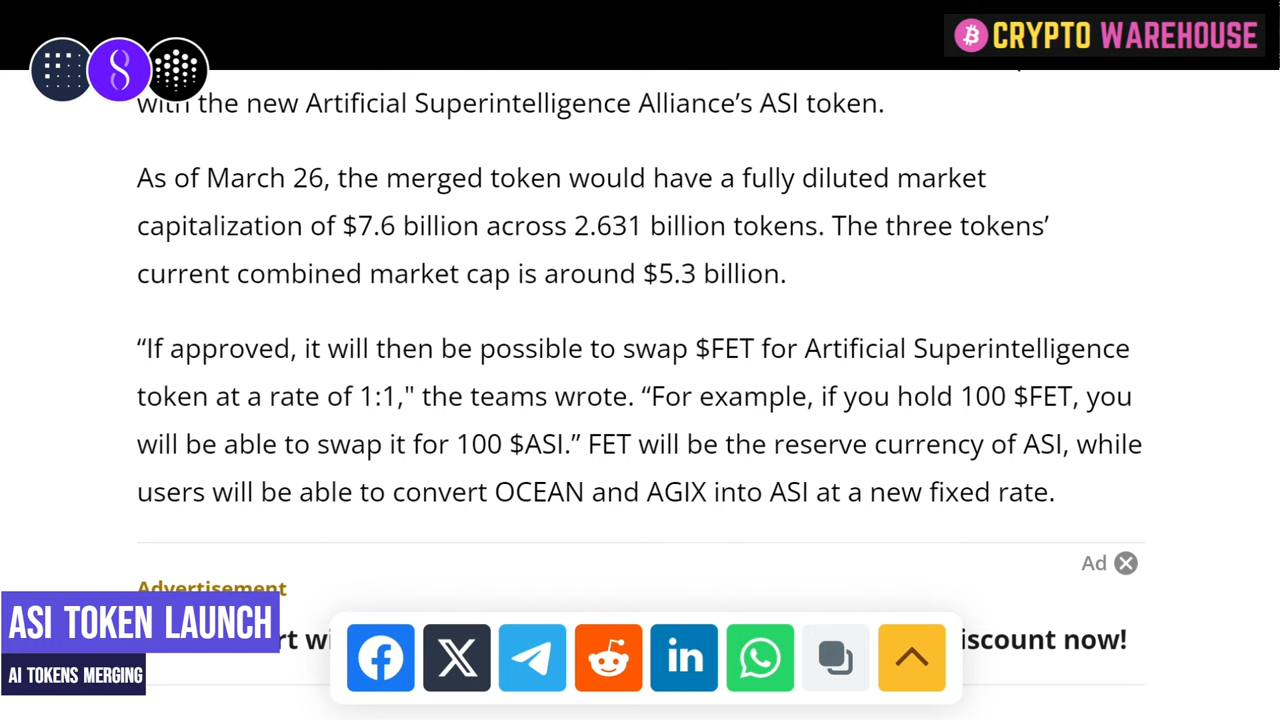 CRYPTO WAREHOUSE
with the new Artificial Superintelligence Alliance’s ASI token.
As of March 26, the merged token would have a fully diluted market
capitalization of $7.6 billion across 2.631 billion tokens. The three tokens’
current combined market cap is around $5.3 billion.
“If approved, it will then be possible to swap $FET for Artificial Superintelligence
token at a rate of 1:1," the teams wrote. “For example, if you hold 100 $FET, you
will be able to swap it for 100 $ASI.” FET will be the reserve currency of ASI, while
users will be able to convert OCEAN and AGIX into ASI at a new fixed rate.
Ad
Advertisement
ASI TOKEN LAUNCH
now!
AI TOKENS MERGING